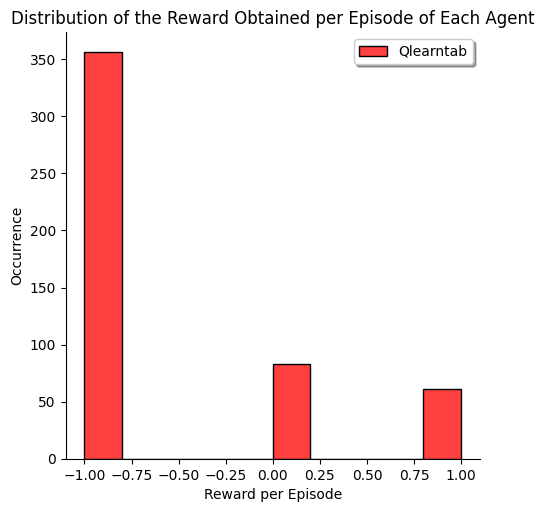 Distribution of the Reward Obtained per Episode of Each Agent
Qlearntab
350
300
250
200
150
100
50
0
Occurrence
−1.00 −0.75 −0.50 −0.25 0.00 0.25 0.50 0.75 1.00
Reward per Episode